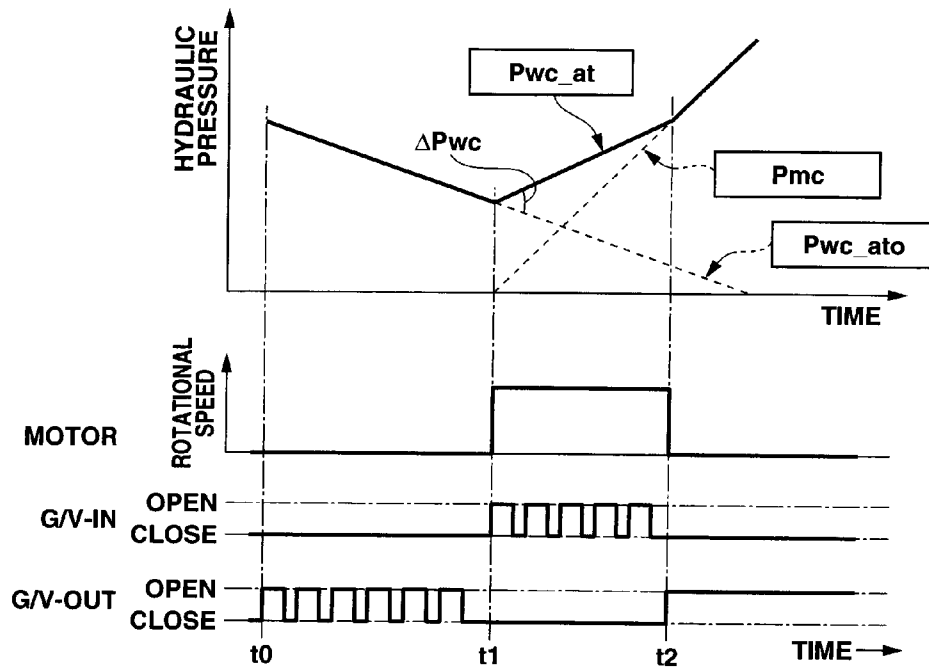 HYDRAULIC
PRESSURE
Pwc_at
ΔPwc
Pmc
Pwc_ato
TIME
ROTATIONAL
SPEED
MOTOR
OPEN
G/V-IN
CLOSE
OPEN
G/V-OUT
CLOSE
t0
t1
t2
TIME